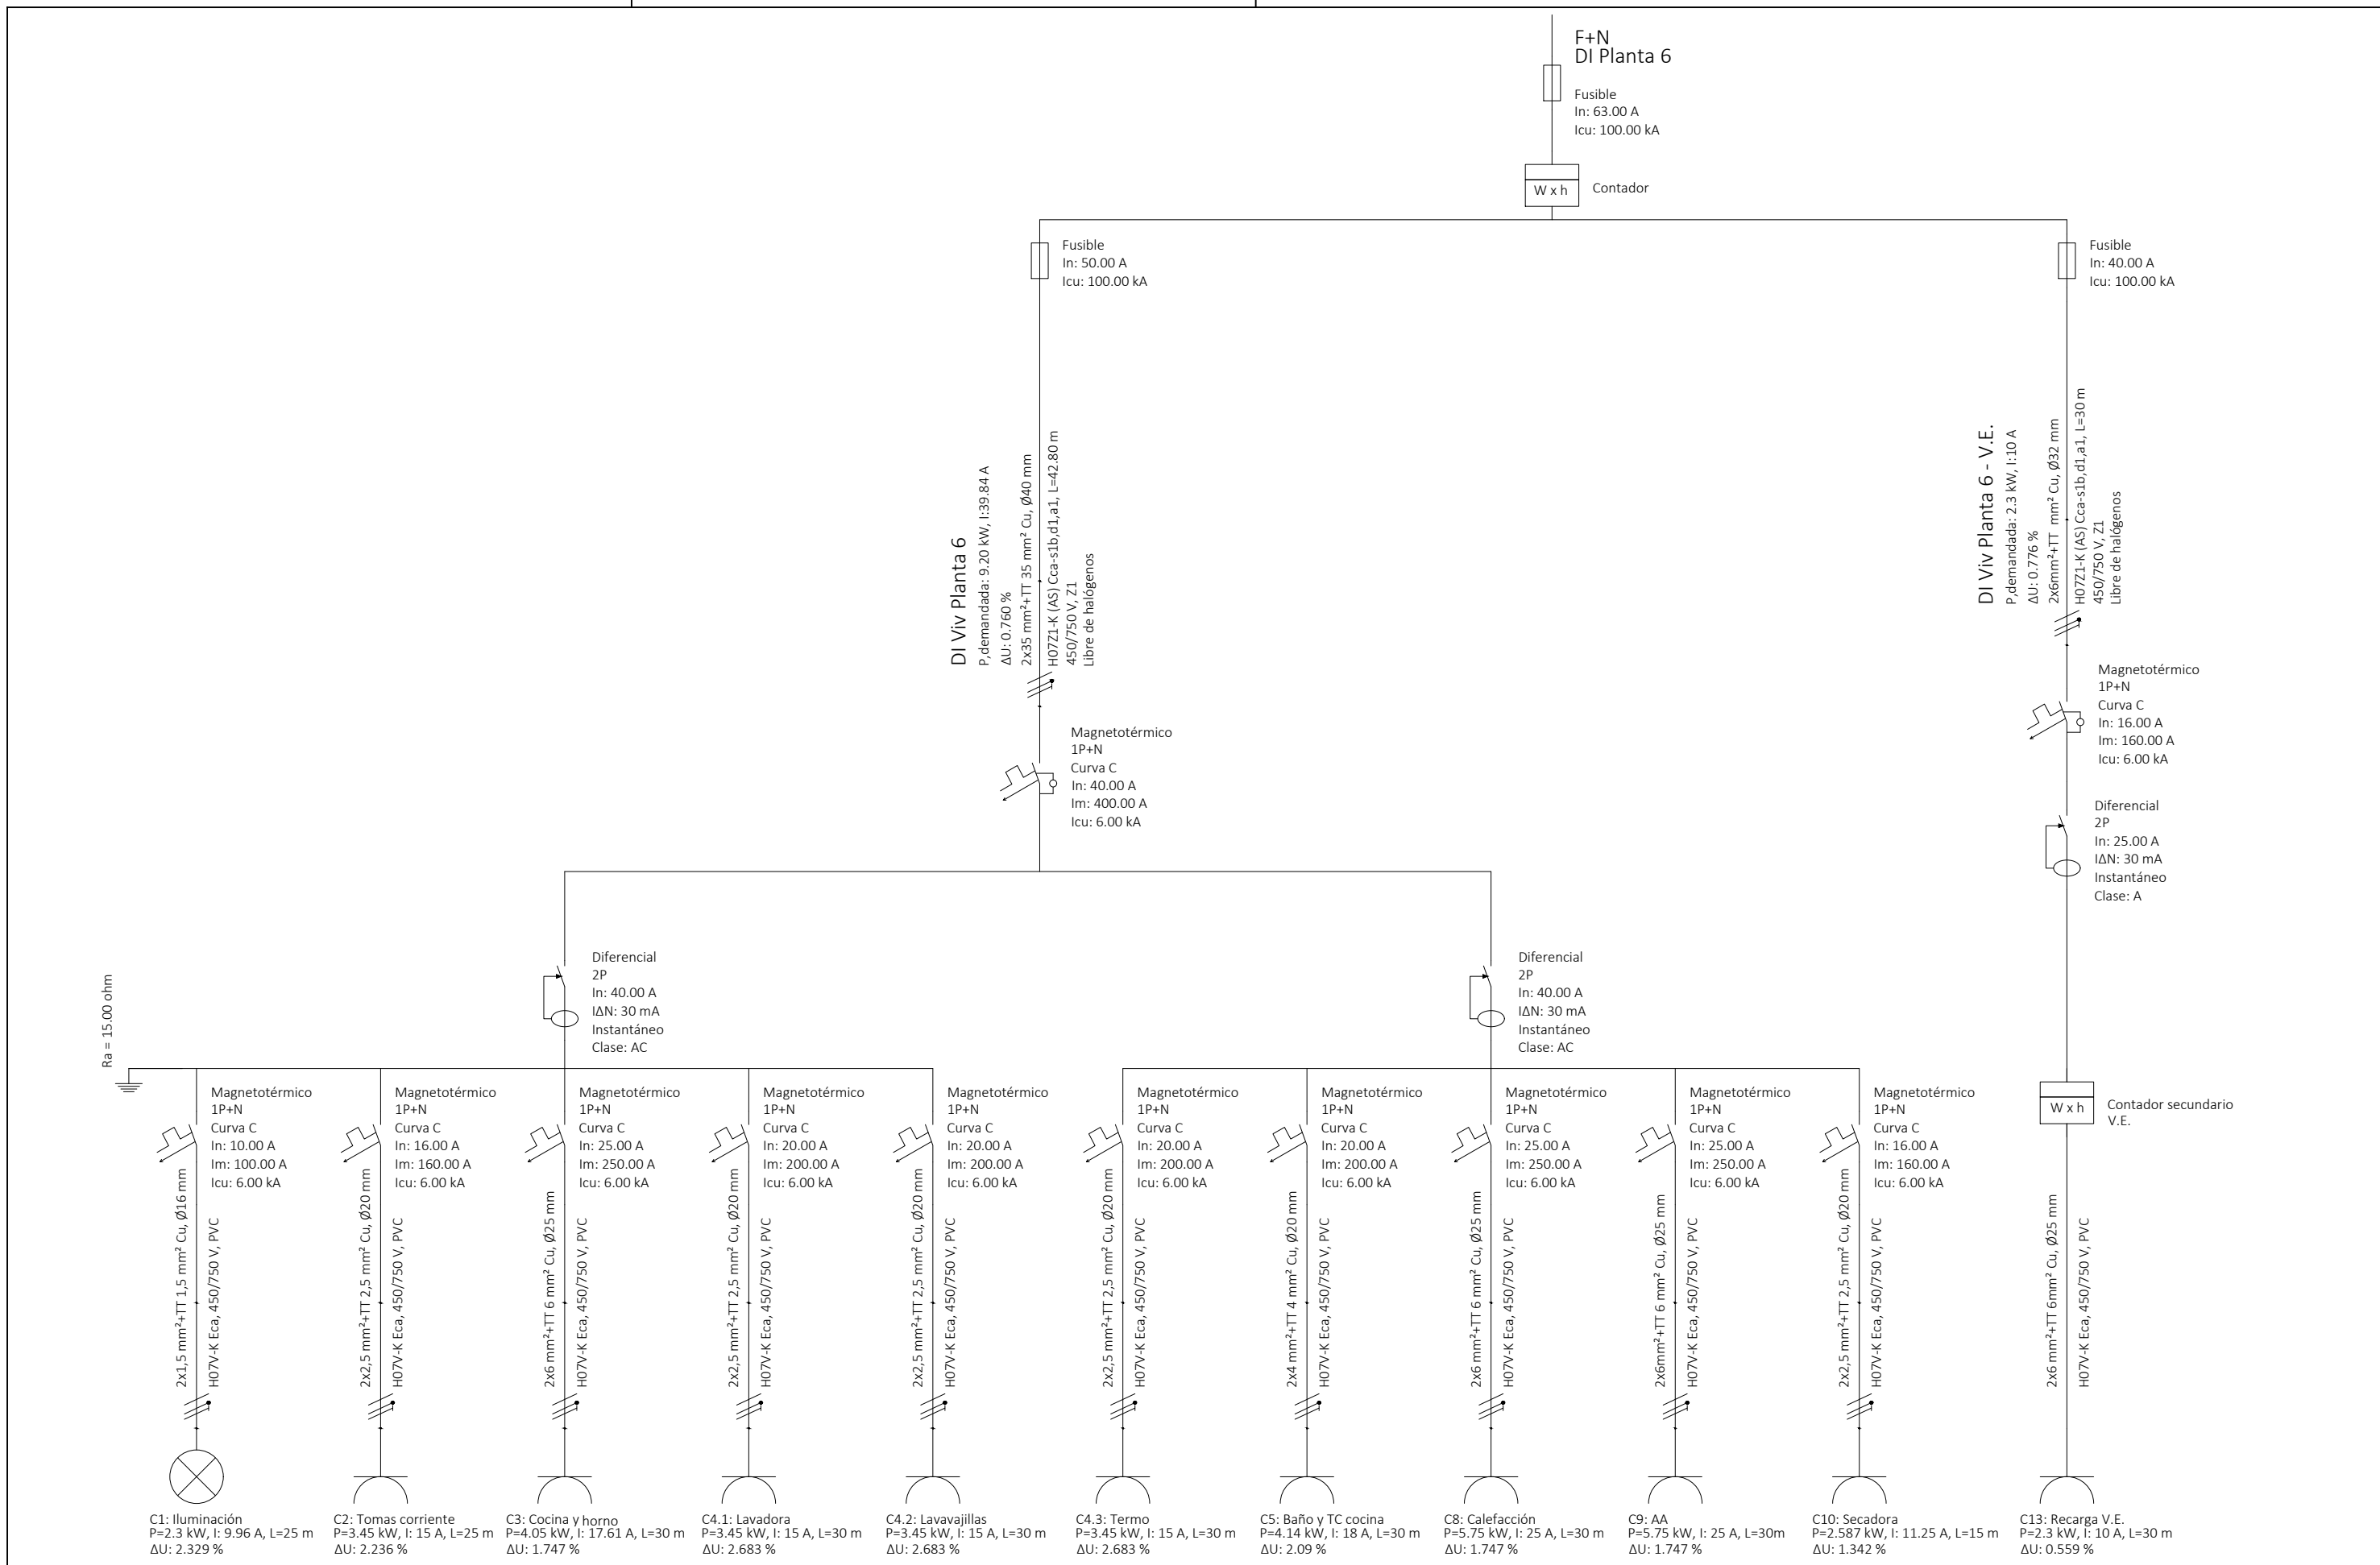 F+N
DI Planta 6
Fusible
In: 63.00 A
Icu: 100.00 kA
W x h
Contador
Fusible
In: 50.00 A
Icu: 100.00 kA
Fusible
In: 40.00 A
Icu: 100.00 kA
DI Viv Planta 6
P,demandada: 9.20 kW, I:39.84 A
ΔU: 0.760 %
2x35 mm²+TT 35 mm² Cu, Ø40 mm
H07Z1-K (AS) Cca-s1b,d1,a1, L=42.80 m
450/750 V, Z1
Libre de halógenos
DI Viv Planta 6 - V.E.
P,demandada: 2.3 kW, I:10 A
ΔU: 0.776 %
2x6mm²+TT mm² Cu, Ø32 mm
H07Z1-K (AS) Cca-s1b,d1,a1, L=30 m
450/750 V, Z1
Libre de halógenos
Magnetotérmico
1P+N
Curva C
In: 40.00 A
Im: 400.00 A
Icu: 6.00 kA
Magnetotérmico
1P+N
Curva C
In: 16.00 A
Im: 160.00 A
Icu: 6.00 kA
Diferencial
2P
In: 25.00 A
IΔN: 30 mA
Instantáneo
Clase: A
Diferencial
2P
In: 40.00 A
IΔN: 30 mA
Instantáneo
Clase: AC
Diferencial
2P
In: 40.00 A
IΔN: 30 mA
Instantáneo
Clase: AC
Ra = 15.00 ohm
W x h
Contador secundario
V.E.
Magnetotérmico
1P+N
Curva C
In: 10.00 A
Im: 100.00 A
Icu: 6.00 kA
2x1,5 mm²+TT 1,5 mm² Cu, Ø16 mm
H07V-K Eca, 450/750 V, PVC
C1: Iluminación
P=2.3 kW, I: 9.96 A, L=25 m
ΔU: 2.329 %
Magnetotérmico
1P+N
Curva C
In: 16.00 A
Im: 160.00 A
Icu: 6.00 kA
2x2,5 mm²+TT 2,5 mm² Cu, Ø20 mm
H07V-K Eca, 450/750 V, PVC
C2: Tomas corriente
P=3.45 kW, I: 15 A, L=25 m
ΔU: 2.236 %
Magnetotérmico
1P+N
Curva C
In: 25.00 A
Im: 250.00 A
Icu: 6.00 kA
2x6 mm²+TT 6 mm² Cu, Ø25 mm
H07V-K Eca, 450/750 V, PVC
C3: Cocina y horno
P=4.05 kW, I: 17.61 A, L=30 m
ΔU: 1.747 %
Magnetotérmico
1P+N
Curva C
In: 20.00 A
Im: 200.00 A
Icu: 6.00 kA
2x2,5 mm²+TT 2,5 mm² Cu, Ø20 mm
H07V-K Eca, 450/750 V, PVC
C4.1: Lavadora
P=3.45 kW, I: 15 A, L=30 m
ΔU: 2.683 %
Magnetotérmico
1P+N
Curva C
In: 20.00 A
Im: 200.00 A
Icu: 6.00 kA
2x2,5 mm²+TT 2,5 mm² Cu, Ø20 mm
H07V-K Eca, 450/750 V, PVC
C4.2: Lavavajillas
P=3.45 kW, I: 15 A, L=30 m
ΔU: 2.683 %
Magnetotérmico
1P+N
Curva C
In: 20.00 A
Im: 200.00 A
Icu: 6.00 kA
2x2,5 mm²+TT 2,5 mm² Cu, Ø20 mm
H07V-K Eca, 450/750 V, PVC
C4.3: Termo
P=3.45 kW, I: 15 A, L=30 m
ΔU: 2.683 %
Magnetotérmico
1P+N
Curva C
In: 20.00 A
Im: 200.00 A
Icu: 6.00 kA
2x4 mm²+TT 4 mm² Cu, Ø20 mm
H07V-K Eca, 450/750 V, PVC
C5: Baño y TC cocina
P=4.14 kW, I: 18 A, L=30 m
ΔU: 2.09 %
Magnetotérmico
1P+N
Curva C
In: 25.00 A
Im: 250.00 A
Icu: 6.00 kA
2x6 mm²+TT 6 mm² Cu, Ø25 mm
H07V-K Eca, 450/750 V, PVC
C8: Calefacción
P=5.75 kW, I: 25 A, L=30 m
ΔU: 1.747 %
Magnetotérmico
1P+N
Curva C
In: 25.00 A
Im: 250.00 A
Icu: 6.00 kA
2x6mm²+TT 6 mm² Cu, Ø25 mm
H07V-K Eca, 450/750 V, PVC
C9: AA
P=5.75 kW, I: 25 A, L=30m
ΔU: 1.747 %
Magnetotérmico
1P+N
Curva C
In: 16.00 A
Im: 160.00 A
Icu: 6.00 kA
2x2,5 mm²+TT 2,5 mm² Cu, Ø20 mm
H07V-K Eca, 450/750 V, PVC
C10: Secadora
P=2.587 kW, I: 11.25 A, L=15 m
ΔU: 1.342 %
2x6 mm²+TT 6mm² Cu, Ø25 mm
H07V-K Eca, 450/750 V, PVC
C13: Recarga V.E.
P=2.3 kW, I: 10 A, L=30 m
ΔU: 0.559 %